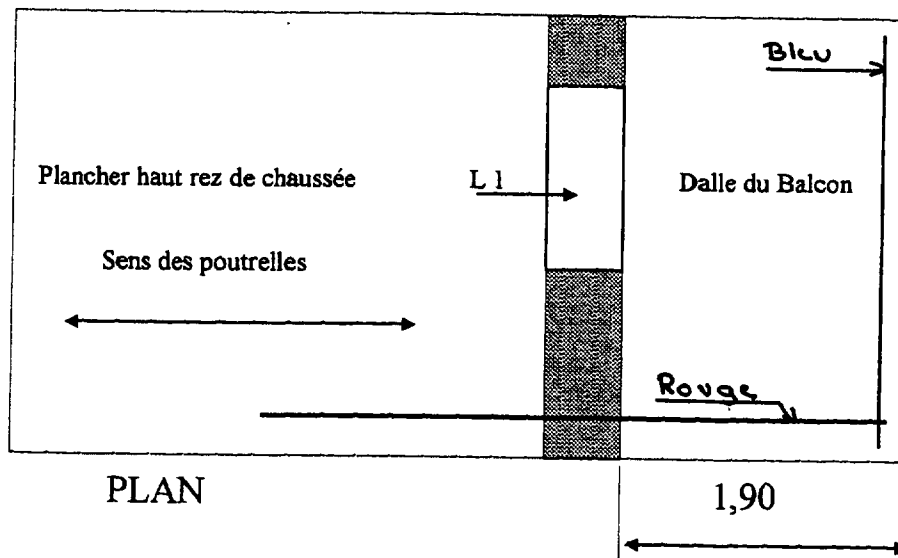 Bleu
Plancher haut rez de chaussée
L 1
Dalle du Balcon
Sens des poutrelles
Rouge
PLAN
1,90